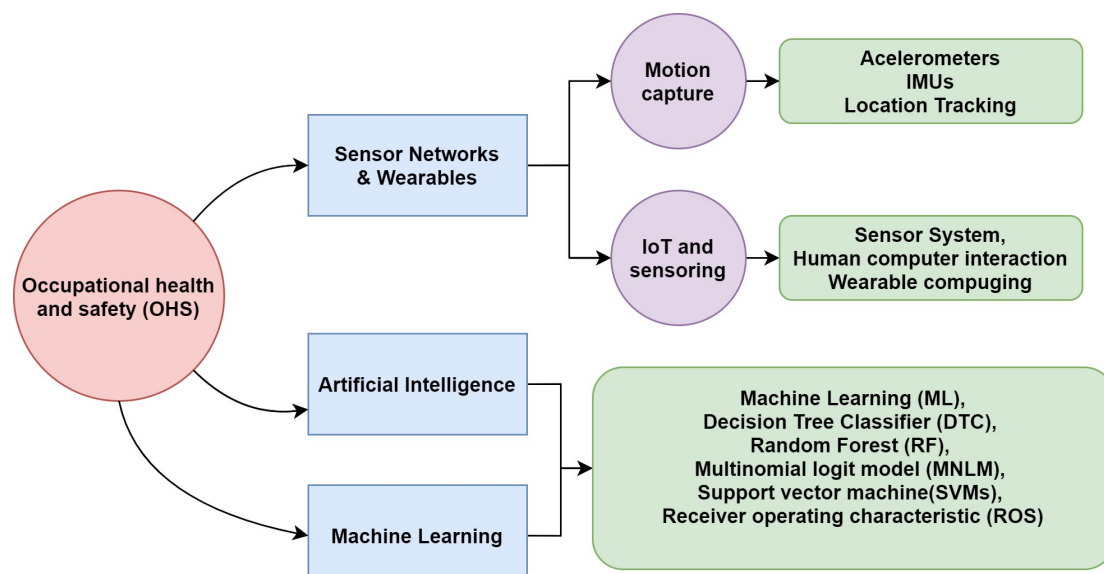 Occupational health
and safety (OHS)
Sensor Networks
& Wearables
Motion
capture
Acelerometers
IMUs
Location Tracking
IoT and
sensoring
Sensor System,
Human computer interaction
Wearable compuging
Artificial Intelligence
Machine Learning
Machine Learning (ML),
Decision Tree Classifier (DTC),
Random Forest (RF),
Multinomial logit model (MNLM),
Support vector machine(SVMs),
Receiver operating characteristic (ROS)